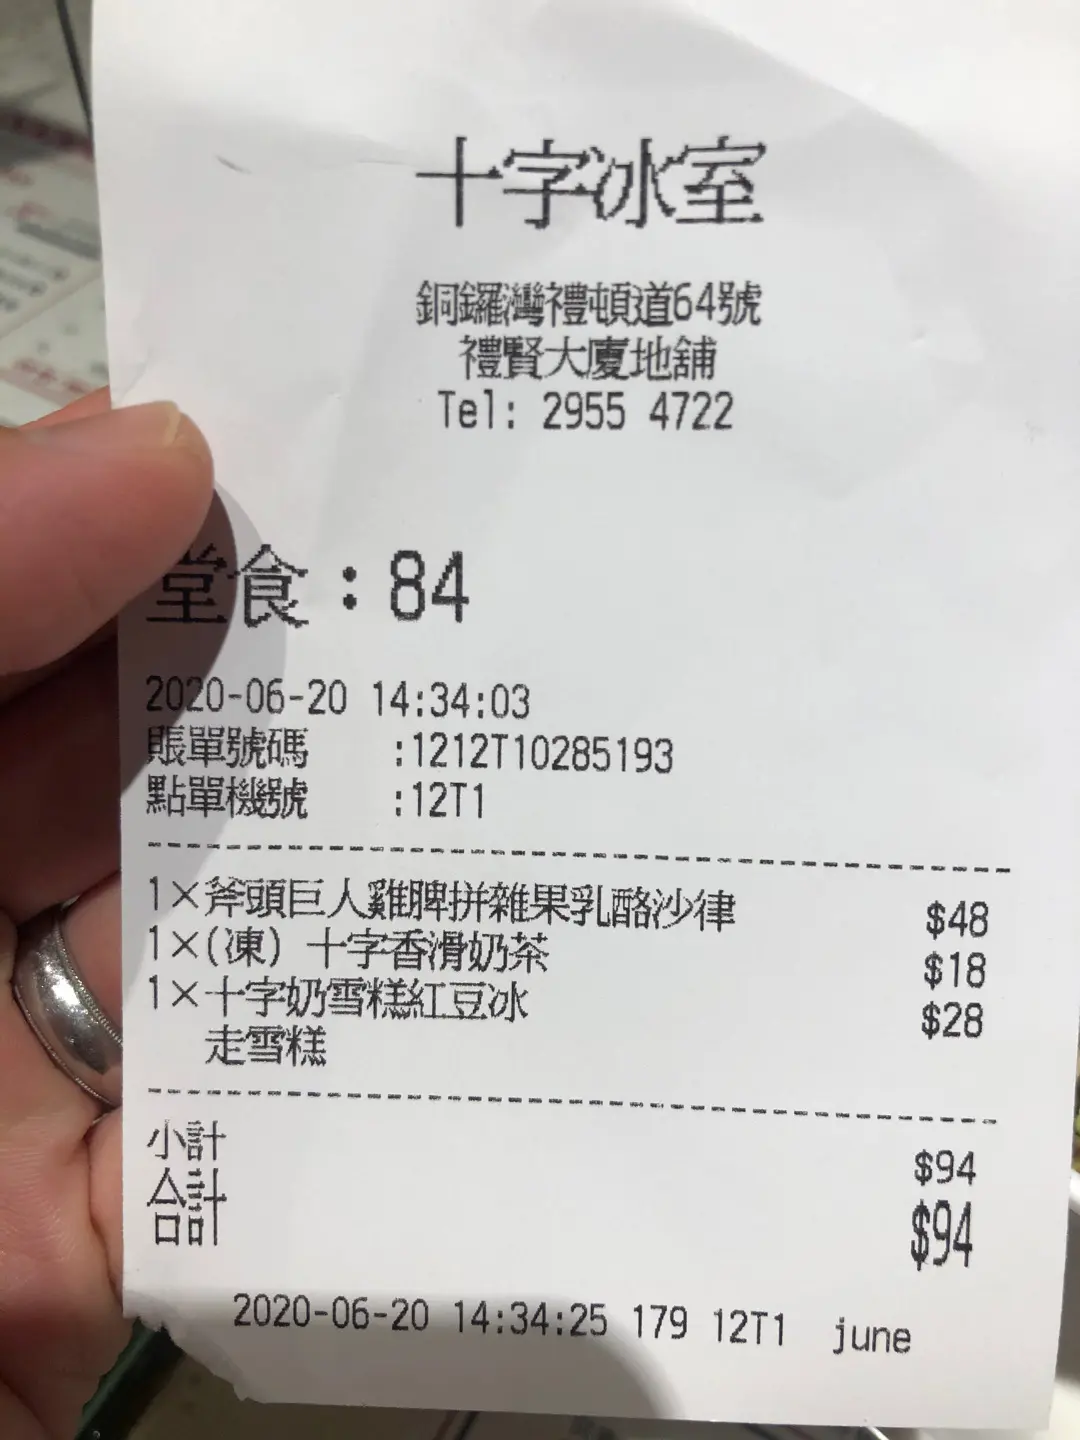 十字冰室
銅鑼灣禮頓道64號
禮賢大廈地舖
Tel: 2955 4722
堂食：84
2020-06-20 14:34:03
賬單號碼 :1212T10285193
點單機號 :12T1
1×斧頭巨人雞脾拼雜果乳酪沙律 $48
1×(凍) 十字香滑奶茶 $18
1×十字奶雪糕紅豆冰 $28
走雪糕
小計 $94
合計 $94
2020-06-20 14:34:25 179 12T1 june